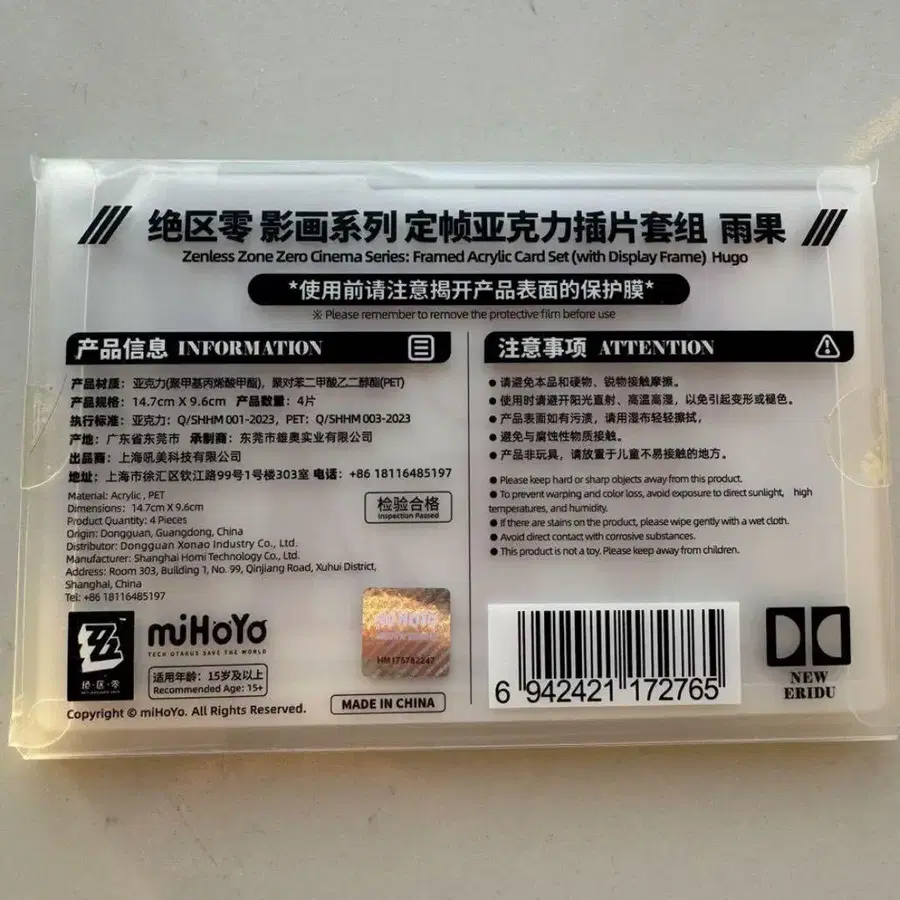 绝区零 影画系列 定帧亚克力插片套组 雨果
Zenless Zone Zero Cinema Series: Framed Acrylic Card Set (with Display Frame) Hugo
*使用前请注意揭开产品表面的保护膜*
※ Please remember to remove the protective film before use
产品信息 INFORMATION
产品材质：亚克力(聚甲基丙烯酸甲酯)，聚对苯二甲酸乙二醇酯(PET)
产品规格：14.7cm X 9.6cm 产品数量：4片
执行标准：亚克力：Q/SHHM 001-2023，PET：Q/SHHM 003-2023
产地：广东省东莞市 承制商：东莞市雄奥实业有限公司
出品商：上海吼美科技有限公司
地址：上海市徐汇区钦江路99号1号楼303室 电话：+86 18116485197
Material: Acrylic , PET
Dimensions: 14.7cm X 9.6cm
Product Quantity: 4 Pieces
Origin: Dongguan, Guangdong, China
Distributor: Dongguan Xonao Industry Co., Ltd.
Manufacturer: Shanghai Homi Technology Co., Ltd.
Address: Room 303, Building 1, No. 99, Qinjiang Road, Xuhui District,
Shanghai, China
Tel: +86 18116485197
检验合格
Inspection Passed
绝·区·零
miHoYo
TECH OTAKUS SAVE THE WORLD
适用年龄：15岁及以上
Recommended Age: 15+
miHoYo
HM175782247
Copyright © miHoYo. All Rights Reserved.
MADE IN CHINA
注意事项 ATTENTION
● 请避免本品和硬物、锐物接触摩擦。
● 使用时请避开阳光直射、高温高湿，以免引起变形或褪色。
● 产品表面如有污渍，请用湿布轻轻擦拭，
● 避免与腐蚀性物质接触。
● 产品非玩具，请放置于儿童不易接触的地方。
● Please keep hard or sharp objects away from this product.
● To prevent warping and color loss, avoid exposure to direct sunlight, high
temperatures, and humidity.
● If there are stains on the product, please wipe gently with a wet cloth.
● Avoid direct contact with corrosive substances.
● This product is not a toy. Please keep away from children.
6 942421 172765
NEW
ERIDU